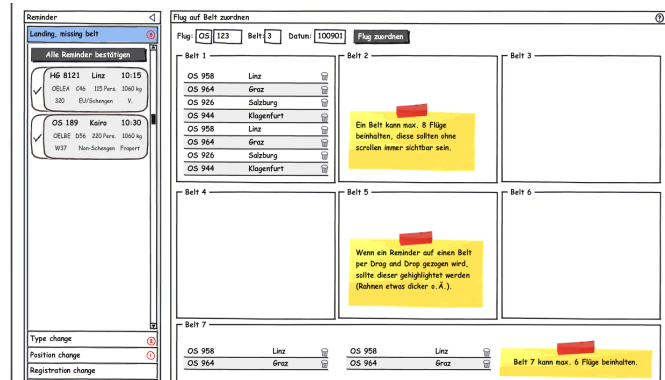 Reminder
Landing, missing belt
Alle Reminder bestätigen
HG 8121 Linz 10:15
OELEA C46 115 Pers. 1060 kg
320 EU/Schengen V.
OS 189 Kairo 10:30
OELBE D56 220 Pers. 1060 kg
W37 Non-Schengen Fraport
Type change
Position change
Registration change
Flug auf Belt zuordnen
Flug: OS 123 Belt: 3 Datum: 100901 Flug zuordnen
Belt 1
OS 958 Linz
OS 964 Graz
OS 926 Salzburg
OS 944 Klagenfurt
OS 958 Linz
OS 964 Graz
OS 926 Salzburg
OS 944 Klagenfurt
Belt 2
Ein Belt kann max. 8 Flüge
beinhalten, diese sollten ohne
scrollen immer sichtbar sein.
Belt 3
Belt 4
Belt 5
Wenn ein Reminder auf einen Belt
per Drag and Drop gezogen wird,
sollte dieser gehighlightet werden
(Rahmen etwas dicker o.Ä.).
Belt 6
Belt 7
OS 958 Linz
OS 964 Graz
OS 958 Linz
OS 964 Graz
Belt 7 kann max. 6 Flüge beinhalten.